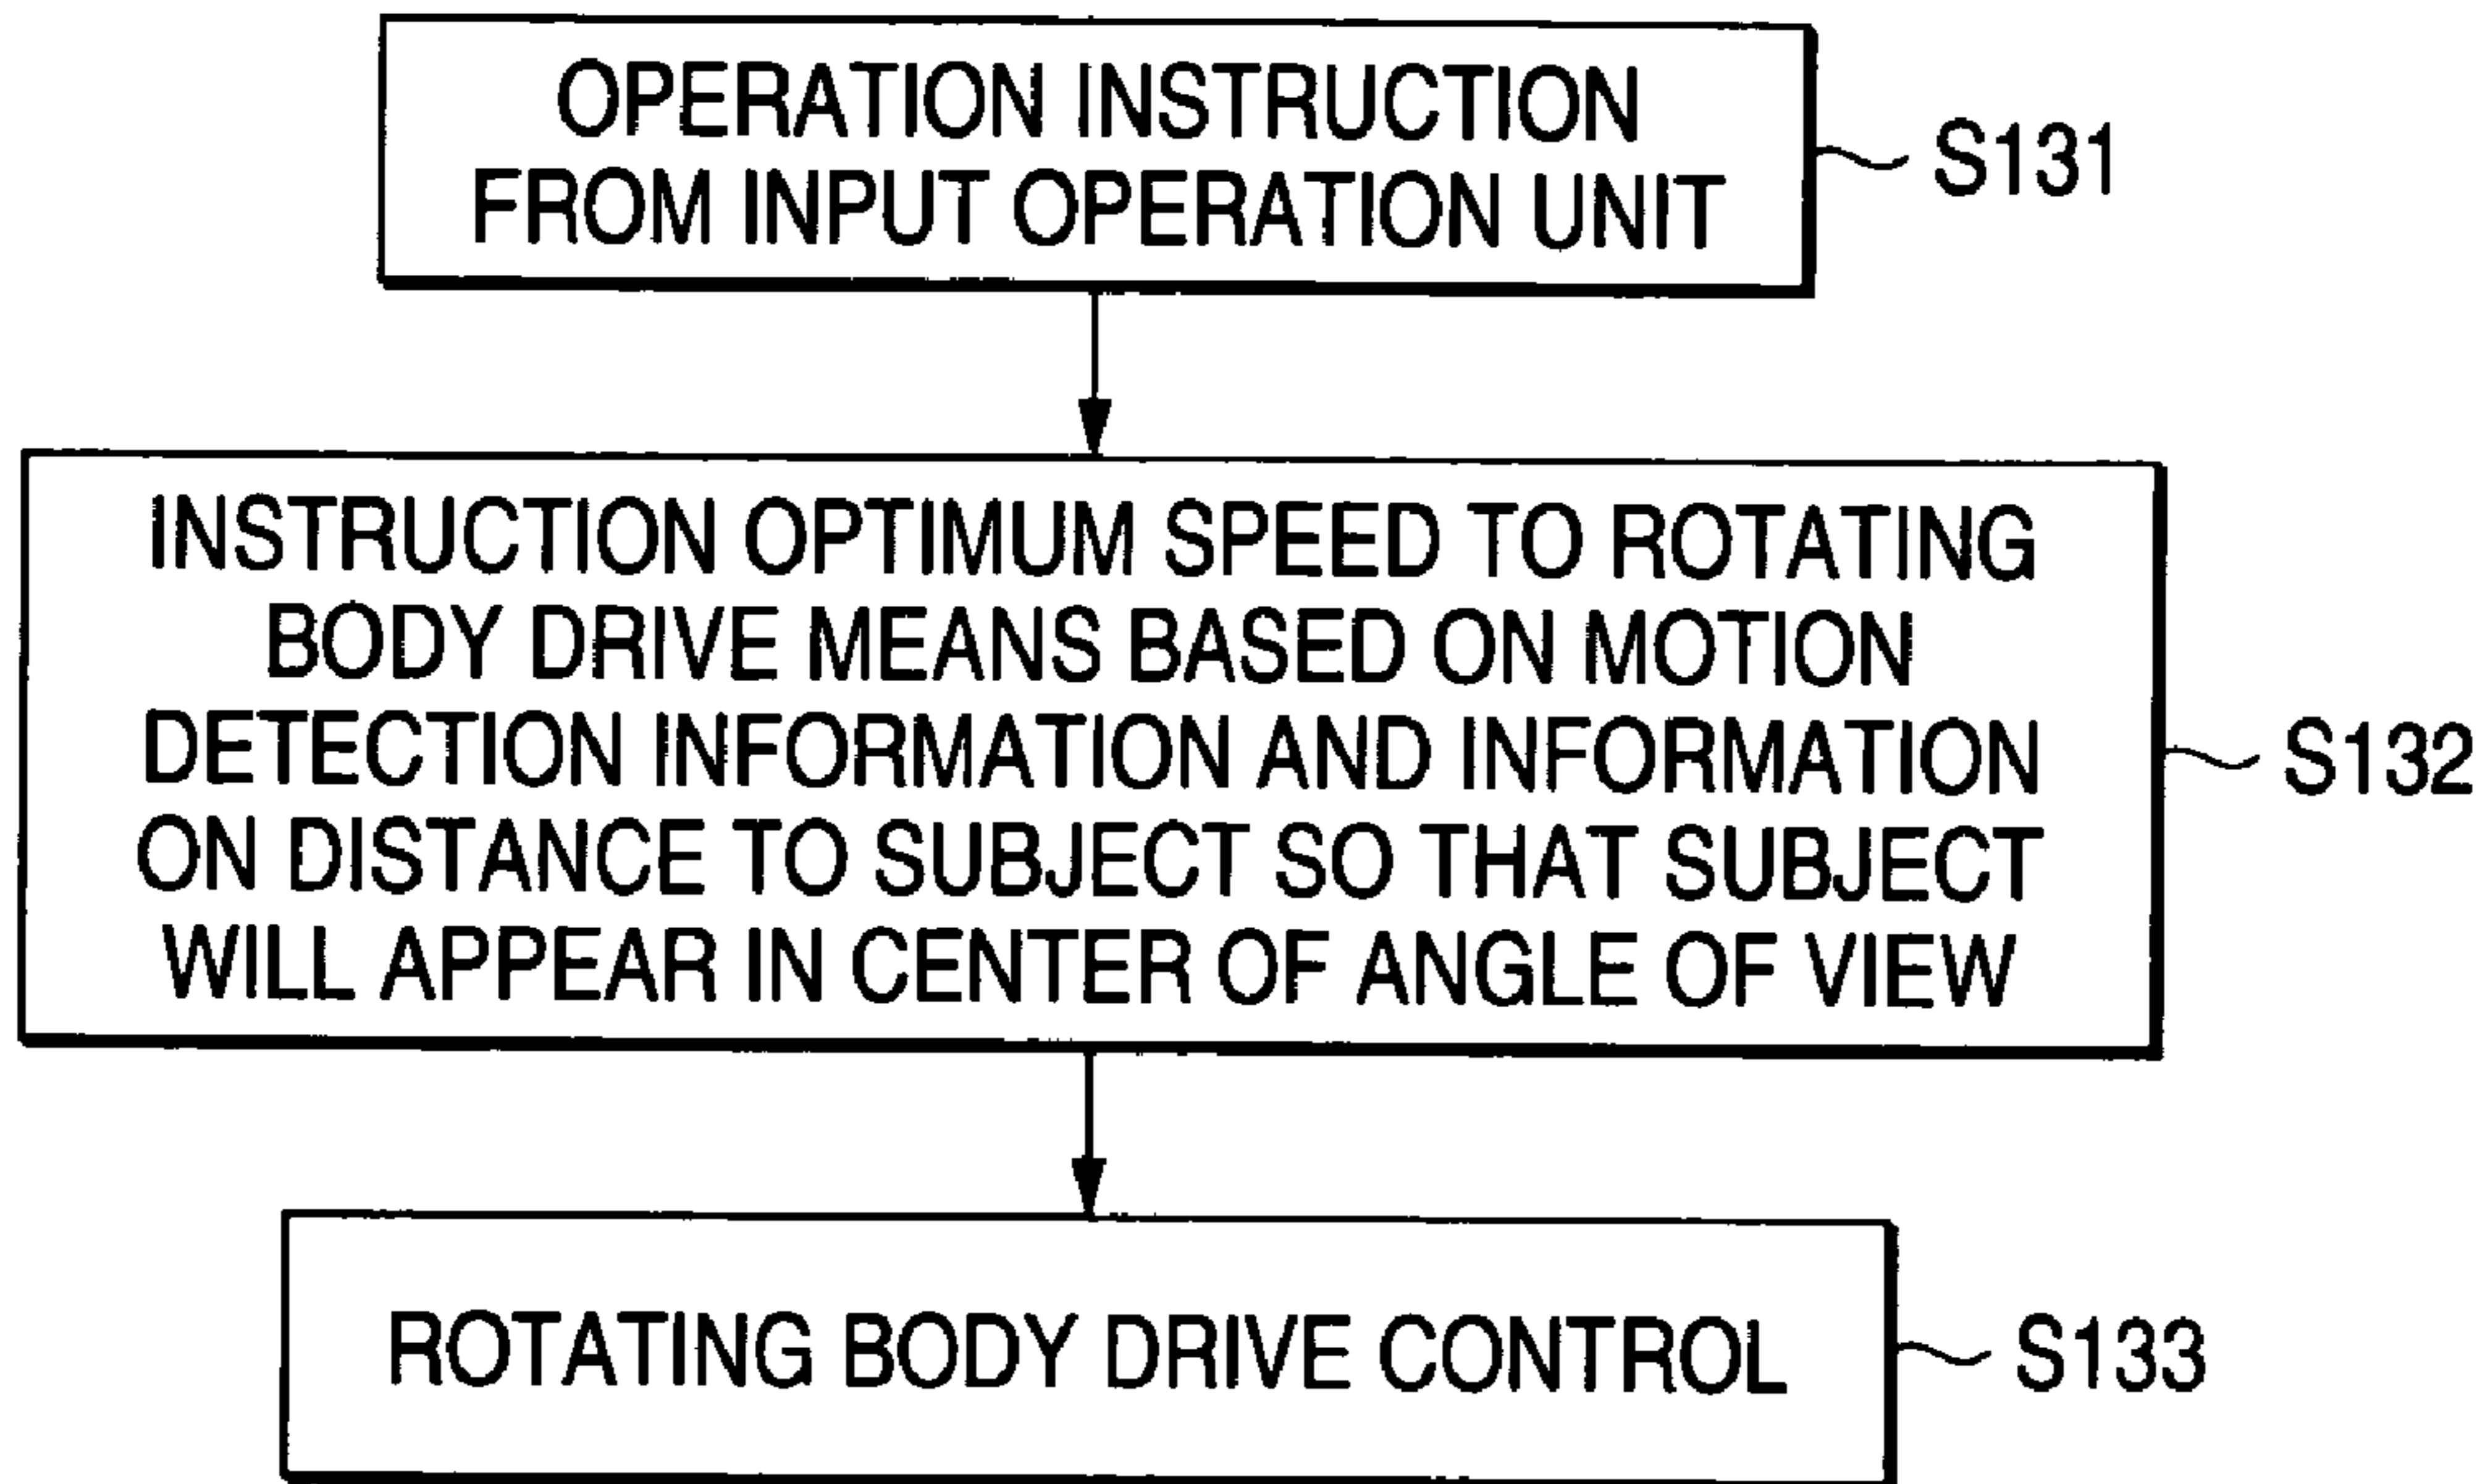 OPERATION INSTRUCTION
FROM INPUT OPERATION UNIT
S131
INSTRUCTION OPTIMUM SPEED TO ROTATING
BODY DRIVE MEANS BASED ON MOTION
DETECTION INFORMATION AND INFORMATION
ON DISTANCE TO SUBJECT SO THAT SUBJECT
WILL APPEAR IN CENTER OF ANGLE OF VIEW
S132
ROTATING BODY DRIVE CONTROL
S133